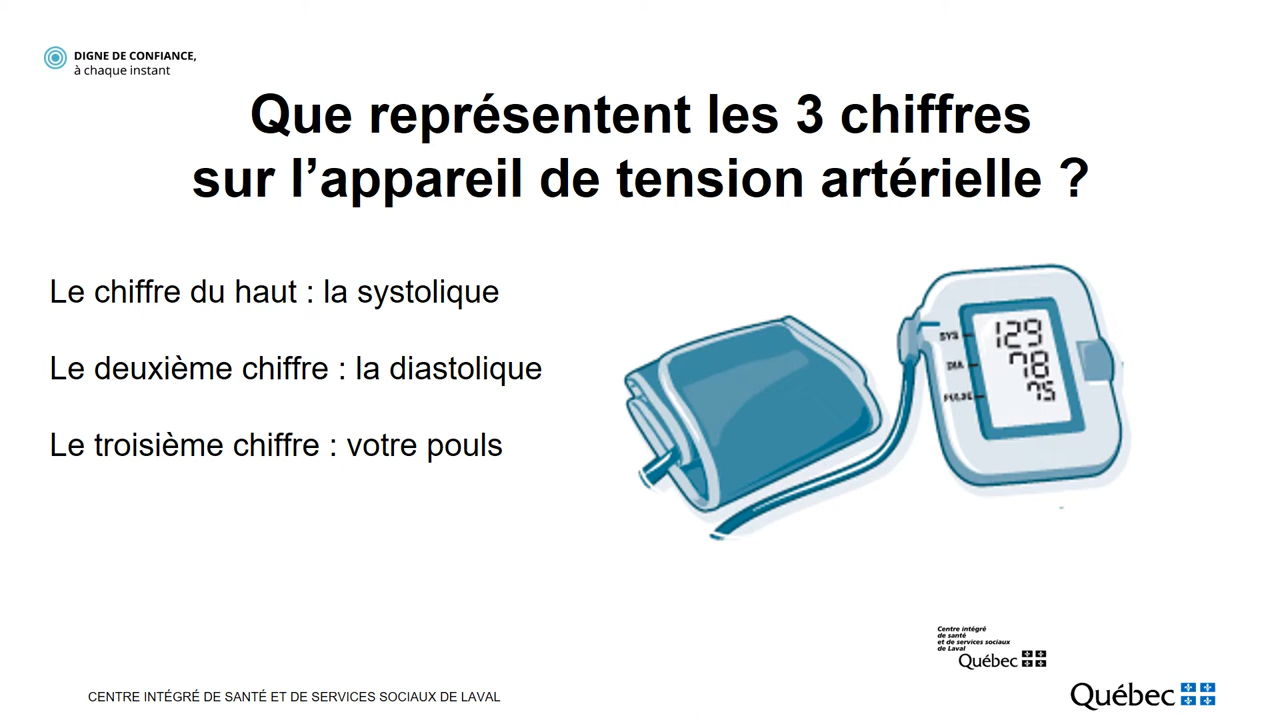 DIGNE DE CONFIANCE,
à chaque instant
Que représentent les 3 chiffres
sur l’appareil de tension artérielle ?
Le chiffre du haut : la systolique
Le deuxième chiffre : la diastolique
Le troisième chiffre : votre pouls
SYS 129
DIA 78
PULSE 75
Centre intégré
de santé
et de services sociaux
de Laval
Québec
CENTRE INTÉGRÉ DE SANTÉ ET DE SERVICES SOCIAUX DE LAVAL
Québec